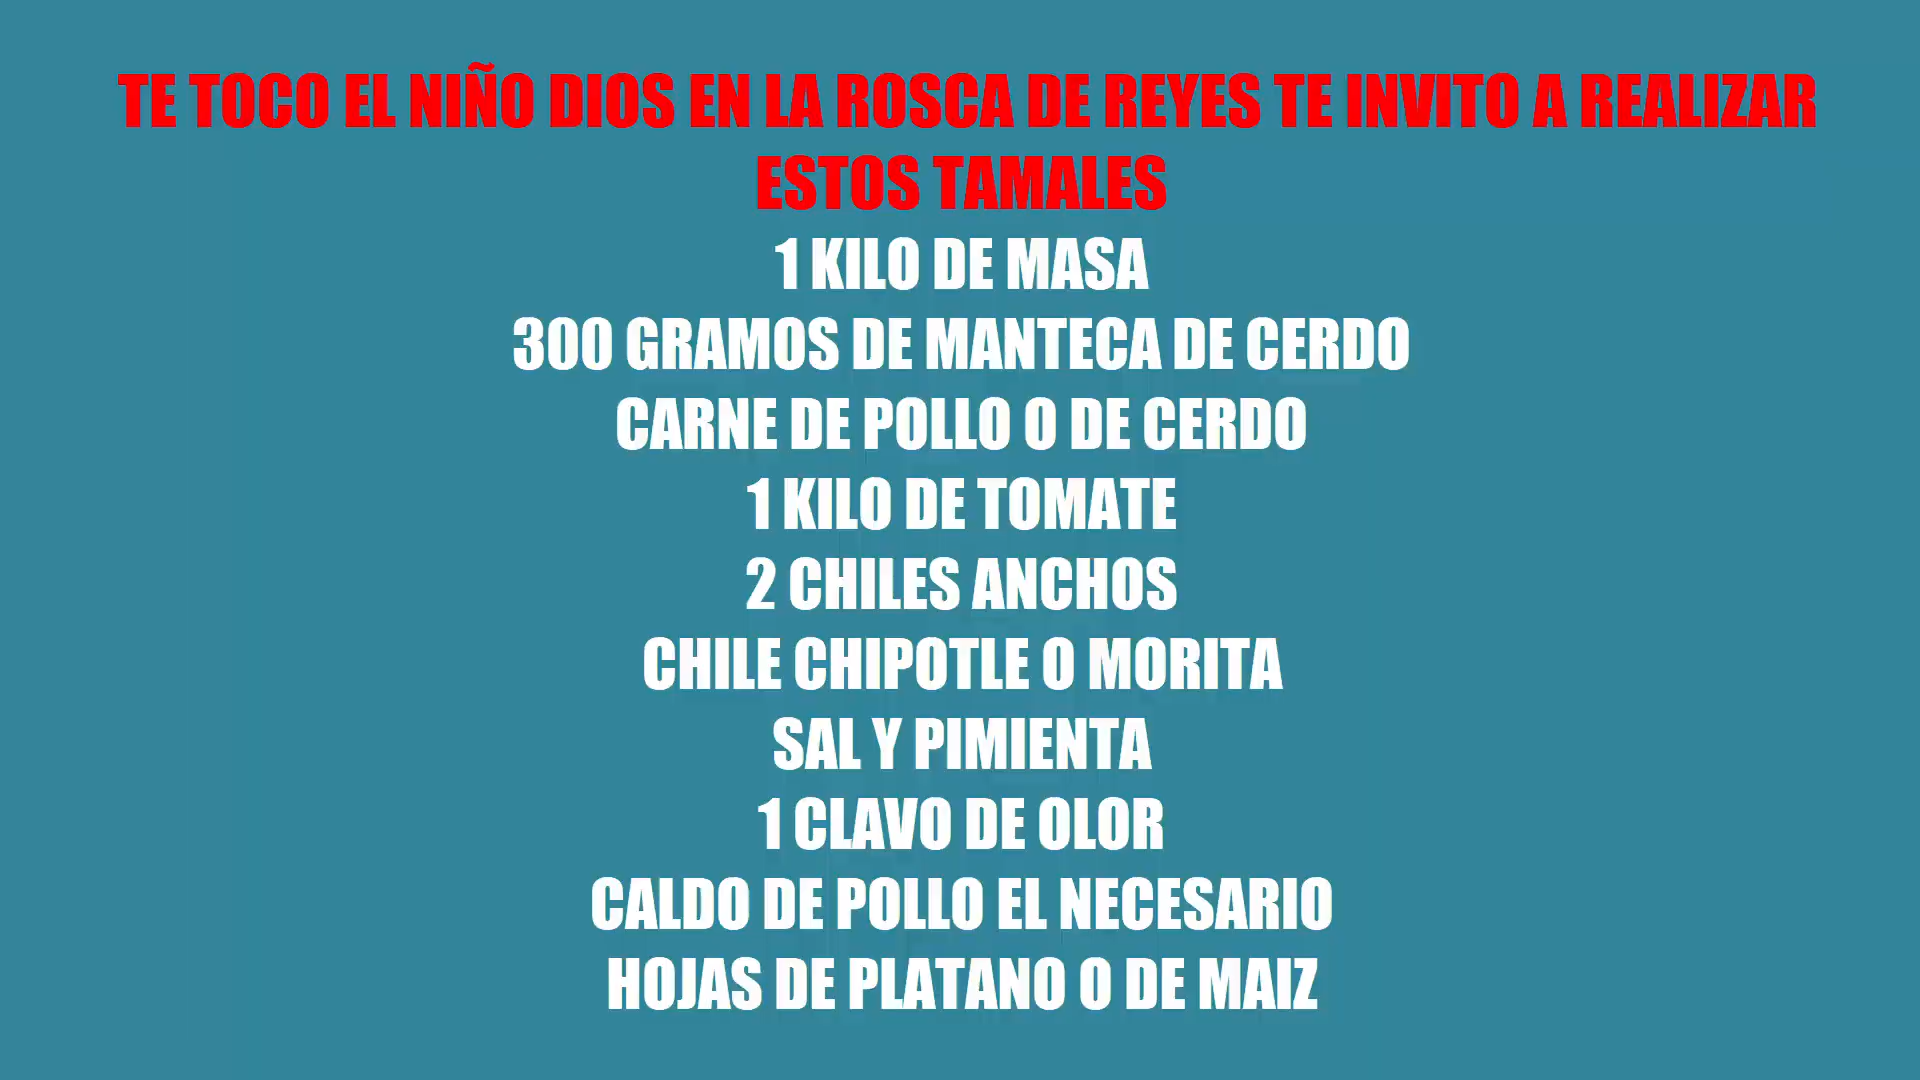 TE TOCO EL NIÑO DIOS EN LA ROSCA DE REYES TE INVITO A REALIZAR
ESTOS TAMALES
1 KILO DE MASA
300 GRAMOS DE MANTECA DE CERDO
CARNE DE POLLO O DE CERDO
1 KILO DE TOMATE
2 CHILES ANCHOS
CHILE CHIPOTLE O MORITA
SAL Y PIMIENTA
1 CLAVO DE OLOR
CALDO DE POLLO EL NECESARIO
HOJAS DE PLATANO O DE MAIZ